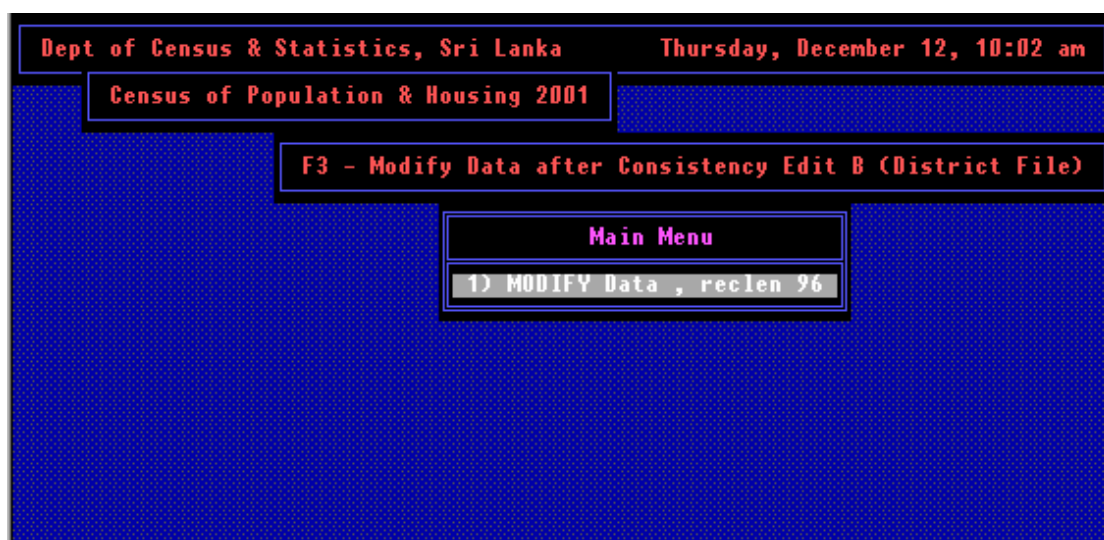 Dept of Census & Statistics, Sri Lanka Thursday, December 12, 10:02 am
Census of Population & Housing 2001
F3 - Modify Data after Consistency Edit B (District File)
Main Menu
1) MODIFY Data , reclen 96